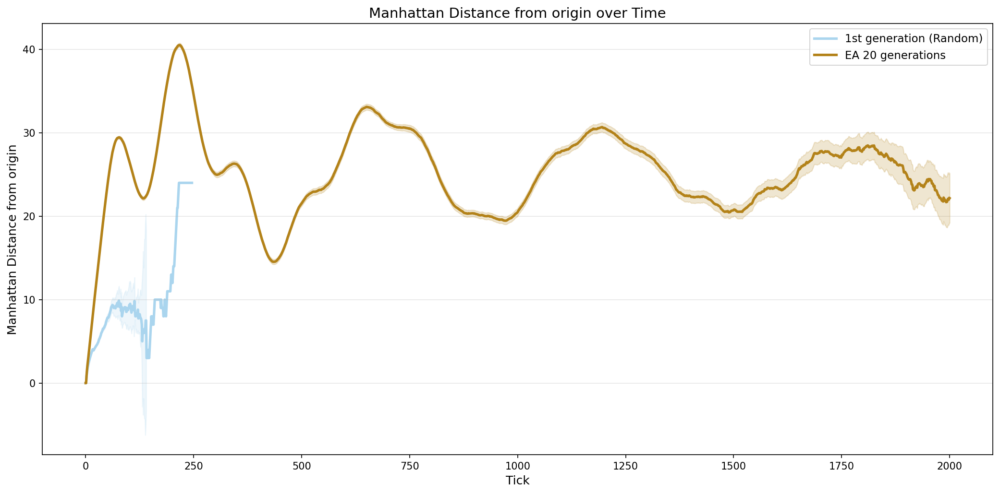 Manhattan Distance from origin over Time
1st generation (Random)
EA 20 generations
Manhattan Distance from origin
40
30
20
10
0
0 250 500 750 1000 1250 1500 1750 2000
Tick